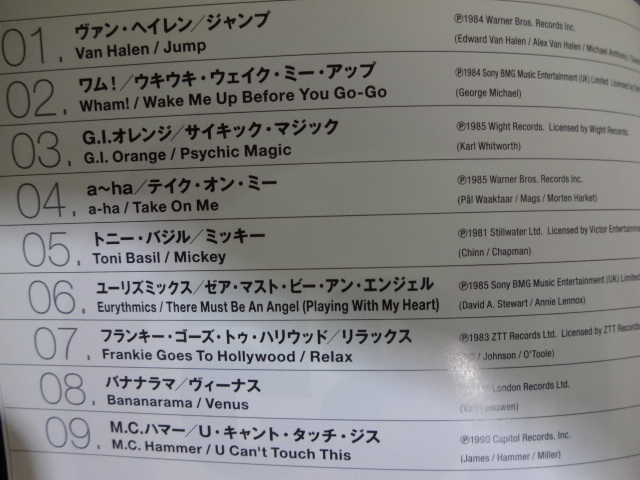 01.
ヴァン・ヘイレン／ジャンプ
Van Halen / Jump
℗1984 Warner Bros. Records Inc.
(Edward Van Halen / Alex Van Halen / Michael Anthony /
02.
ワム！／ウキウキ・ウェイク・ミー・アップ
Wham! / Wake Me Up Before You Go-Go
℗1984 Sony BMG Music Entertainment (UK) Limited. Licensed by
(George Michael)
03.
G.I.オレンジ／サイキック・マジック
G.I. Orange / Psychic Magic
℗1985 Wight Records. Licensed by Wight Records.
(Karl Whitworth)
04.
a〜ha／テイク・オン・ミー
a-ha / Take On Me
℗1985 Warner Bros. Records Inc.
(Pål Waaktaar / Mags / Morten Harket)
05.
トニー・バジル／ミッキー
Toni Basil / Mickey
℗1981 Stillwater Ltd. Licensed by Victor Entertainme
(Chinn / Chapman)
06.
ユーリズミックス／ゼア・マスト・ビー・アン・エンジェル
Eurythmics / There Must Be An Angel (Playing With My Heart)
℗1985 Sony BMG Music Entertainment (UK) Limited
(David A. Stewart / Annie Lennox)
07.
フランキー・ゴーズ・トゥ・ハリウッド／リラックス
Frankie Goes To Hollywood / Relax
℗1983 ZTT Records Ltd. Licensed by ZTT Records
/ Johnson / O'Toole)
08.
バナナラマ／ヴィーナス
Bananarama / Venus
London Records Ltd.
09.
M.C.ハマー／U・キャント・タッチ・ジス
M.C. Hammer / U Can't Touch This
℗1990 Capitol Records, Inc.
(James / Hammer / Miller)